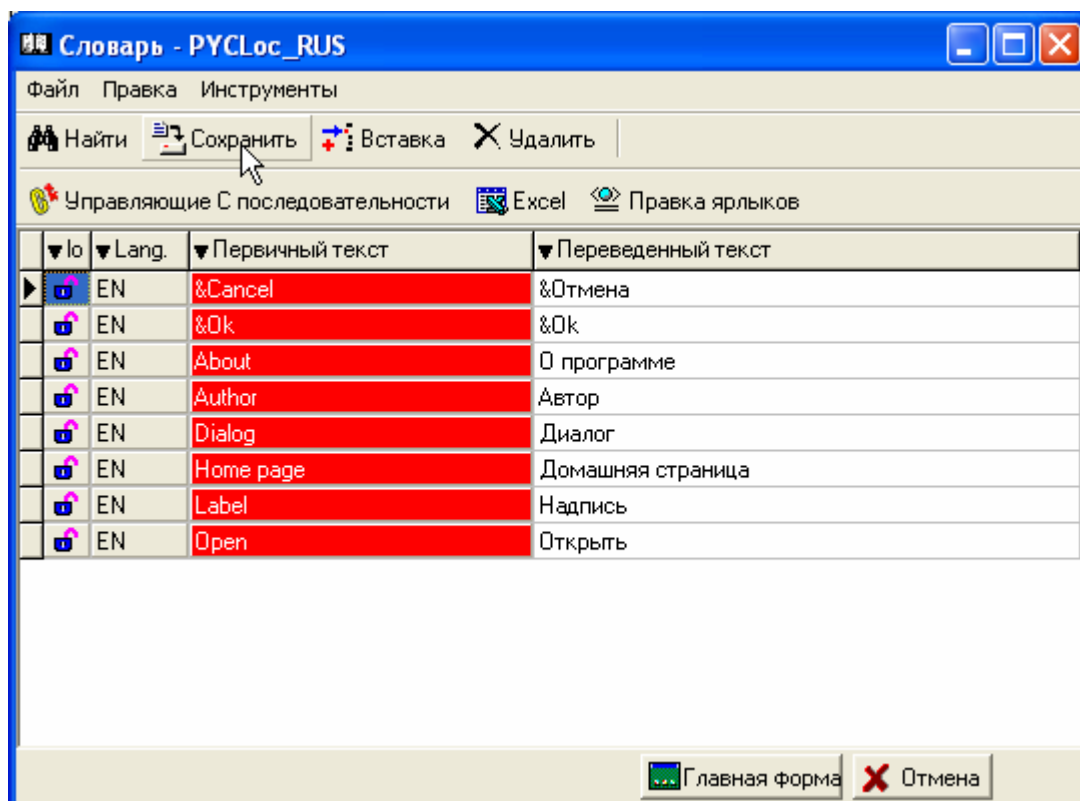 Словарь - PYCLoc_RUS
Файл Правка Инструменты
Найти Сохранить Вставка Удалить
Управляющие С последовательности Excel Правка ярлыков
lo Lang. Первичный текст Переведенный текст
EN &Cancel &Отмена
EN &Ok &Ok
EN About О программе
EN Author Автор
EN Dialog Диалог
EN Home page Домашняя страница
EN Label Надпись
EN Open Открыть
Главная форма Отмена